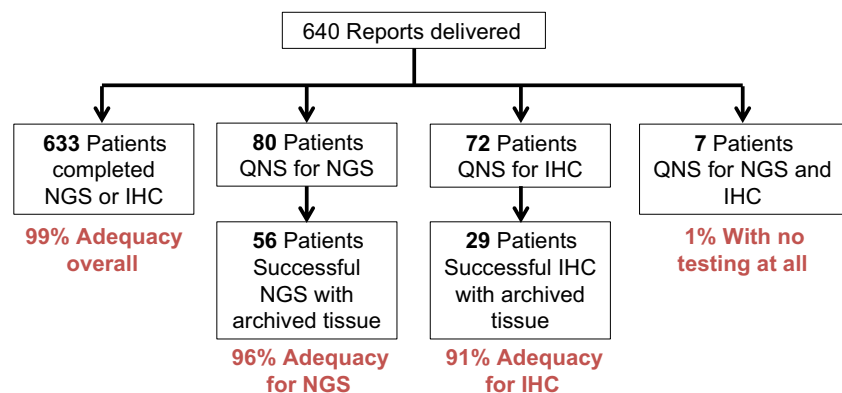 640 Reports delivered
633 Patients
completed
NGS or IHC
99% Adequacy
overall
80 Patients
QNS for NGS
56 Patients
Successful
NGS with
archived tissue
96% Adequacy
for NGS
72 Patients
QNS for IHC
29 Patients
Successful IHC
with archived
tissue
91% Adequacy
for IHC
7 Patients
QNS for NGS and
IHC
1% With no
testing at all